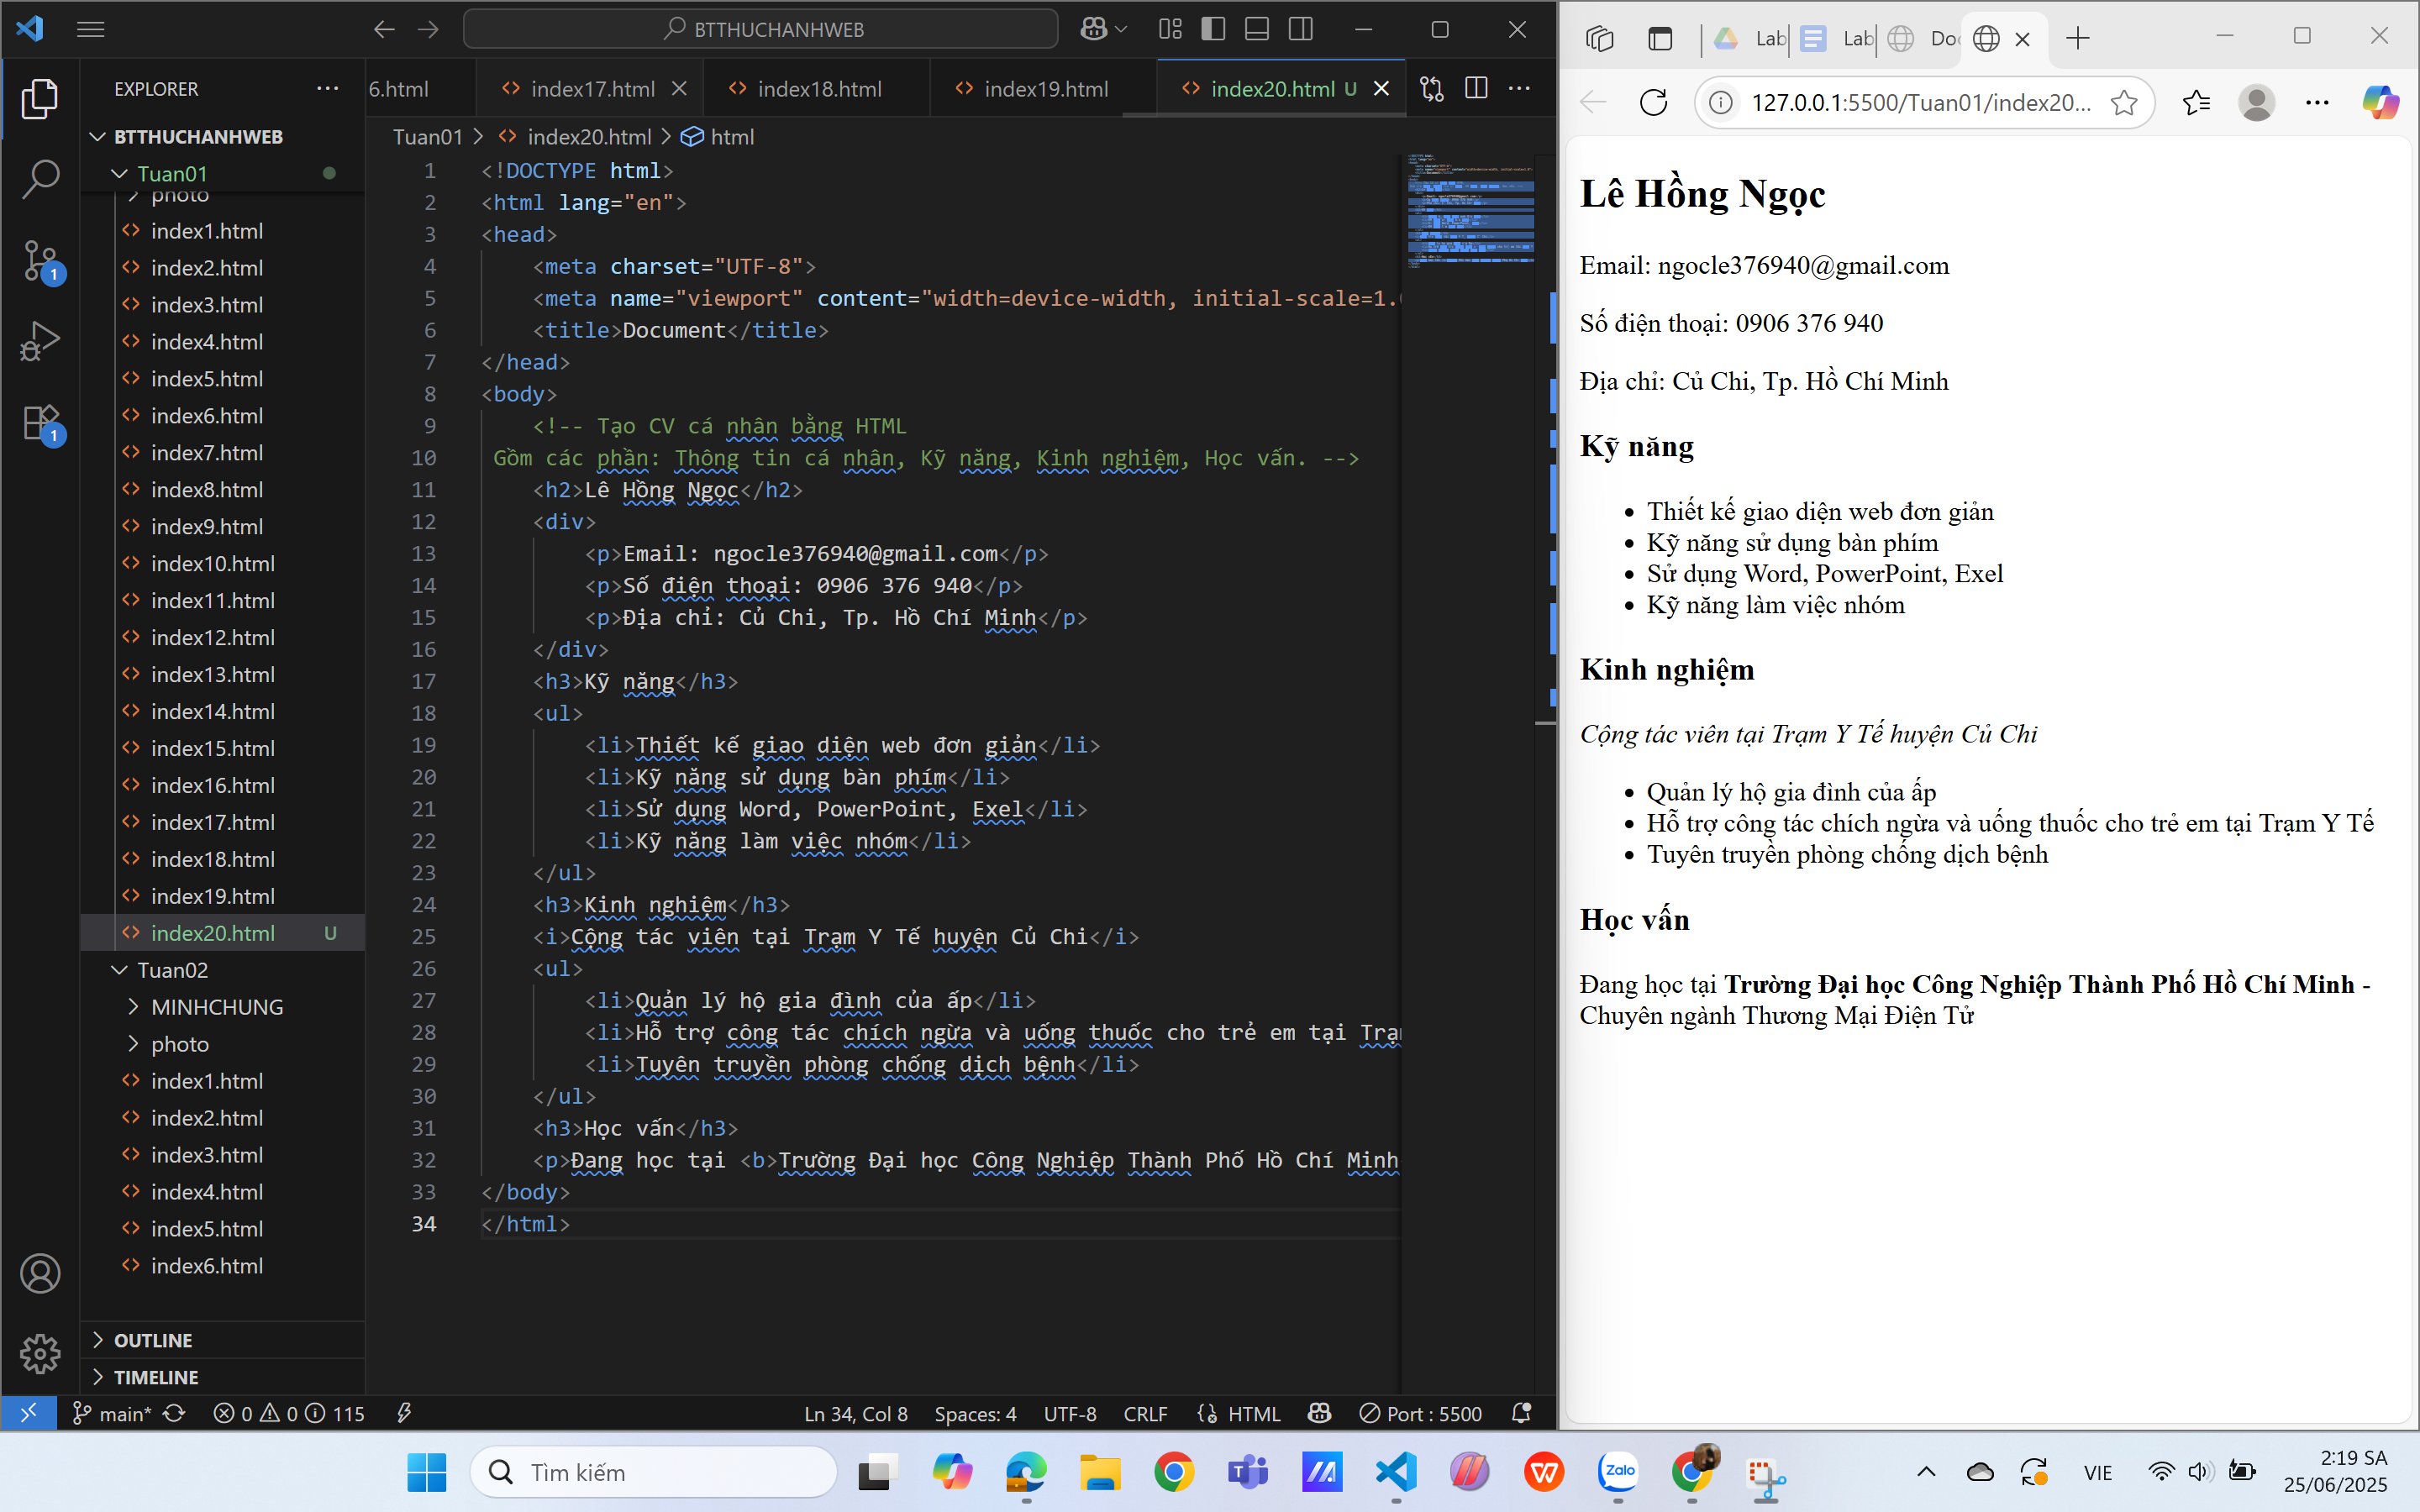 BTTHUCHANHWEB
EXPLORER
6.html
index17.html
index18.html
index19.html
index20.html U
BTTHUCHANHWEB
Tuan01
photo
index1.html
index2.html
index3.html
index4.html
index5.html
index6.html
index7.html
index8.html
index9.html
index10.html
index11.html
index12.html
index13.html
index14.html
index15.html
index16.html
index17.html
index18.html
index19.html
index20.html U
Tuan02
MINHCHUNG
photo
index1.html
index2.html
index3.html
index4.html
index5.html
index6.html
OUTLINE
TIMELINE
1
1
Tuan01 > index20.html > html
1 <!DOCTYPE html>
2 <html lang="en">
3 <head>
4 <meta charset="UTF-8">
5 <meta name="viewport" content="width=device-width, initial-scale=1.
6 <title>Document</title>
7 </head>
8 <body>
9 <!-- Tạo CV cá nhân bằng HTML
10 Gồm các phần: Thông tin cá nhân, Kỹ năng, Kinh nghiệm, Học vấn. -->
11 <h2>Lê Hồng Ngọc</h2>
12 <div>
13 <p>Email: ngocle376940@gmail.com</p>
14 <p>Số điện thoại: 0906 376 940</p>
15 <p>Địa chỉ: Củ Chi, Tp. Hồ Chí Minh</p>
16 </div>
17 <h3>Kỹ năng</h3>
18 <ul>
19 <li>Thiết kế giao diện web đơn giản</li>
20 <li>Kỹ năng sử dụng bàn phím</li>
21 <li>Sử dụng Word, PowerPoint, Exel</li>
22 <li>Kỹ năng làm việc nhóm</li>
23 </ul>
24 <h3>Kinh nghiệm</h3>
25 <i>Cộng tác viên tại Trạm Y Tế huyện Củ Chi</i>
26 <ul>
27 <li>Quản lý hộ gia đình của ấp</li>
28 <li>Hỗ trợ công tác chích ngừa và uống thuốc cho trẻ em tại Trạ
29 <li>Tuyên truyền phòng chống dịch bệnh</li>
30 </ul>
31 <h3>Học vấn</h3>
32 <p>Đang học tại <b>Trường Đại học Công Nghiệp Thành Phố Hồ Chí Minh
33 </body>
34 </html>
main* 0 0 115
Ln 34, Col 8 Spaces: 4 UTF-8 CRLF HTML Port : 5500
Lab Lab Do
127.0.0.1:5500/Tuan01/index20...
Lê Hồng Ngọc
Email: ngocle376940@gmail.com
Số điện thoại: 0906 376 940
Địa chỉ: Củ Chi, Tp. Hồ Chí Minh
Kỹ năng
Thiết kế giao diện web đơn giản
Kỹ năng sử dụng bàn phím
Sử dụng Word, PowerPoint, Exel
Kỹ năng làm việc nhóm
Kinh nghiệm
Cộng tác viên tại Trạm Y Tế huyện Củ Chi
Quản lý hộ gia đình của ấp
Hỗ trợ công tác chích ngừa và uống thuốc cho trẻ em tại Trạm Y Tế
Tuyên truyền phòng chống dịch bệnh
Học vấn
Đang học tại Trường Đại học Công Nghiệp Thành Phố Hồ Chí Minh -
Chuyên ngành Thương Mại Điện Tử
Tìm kiếm
Zalo
VIE
2:19 SA
25/06/2025